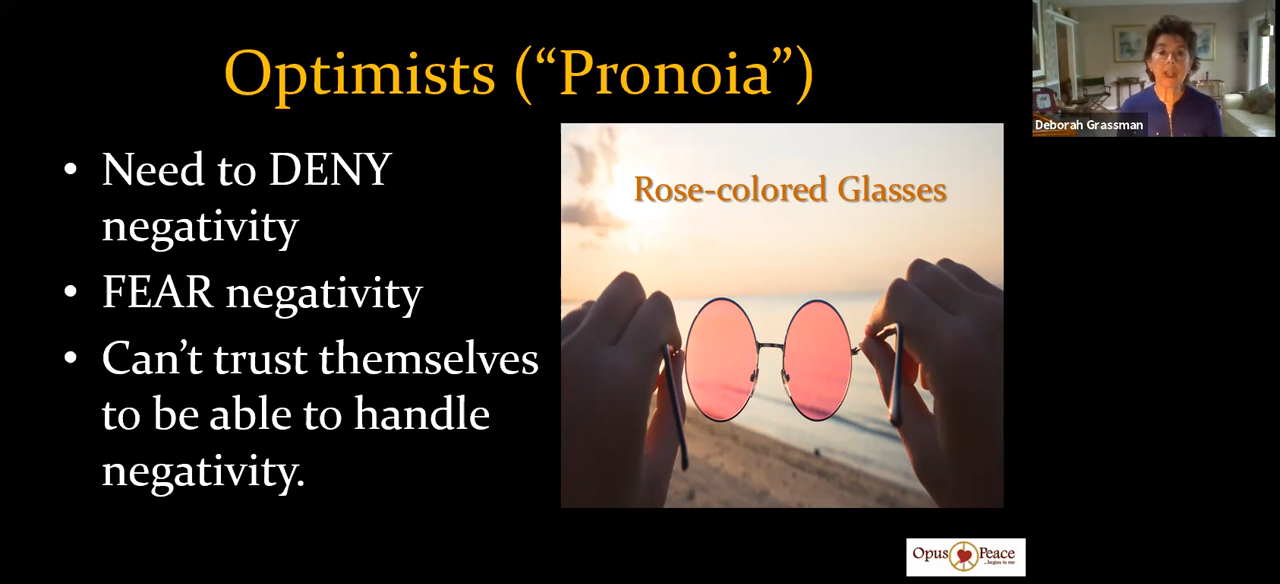 Optimists (“Pronoia”)
• Need to DENY
negativity
• FEAR negativity
• Can’t trust themselves
to be able to handle
negativity.
Rose-colored Glasses
Deborah Grassman
Opus Peace
...begins in me